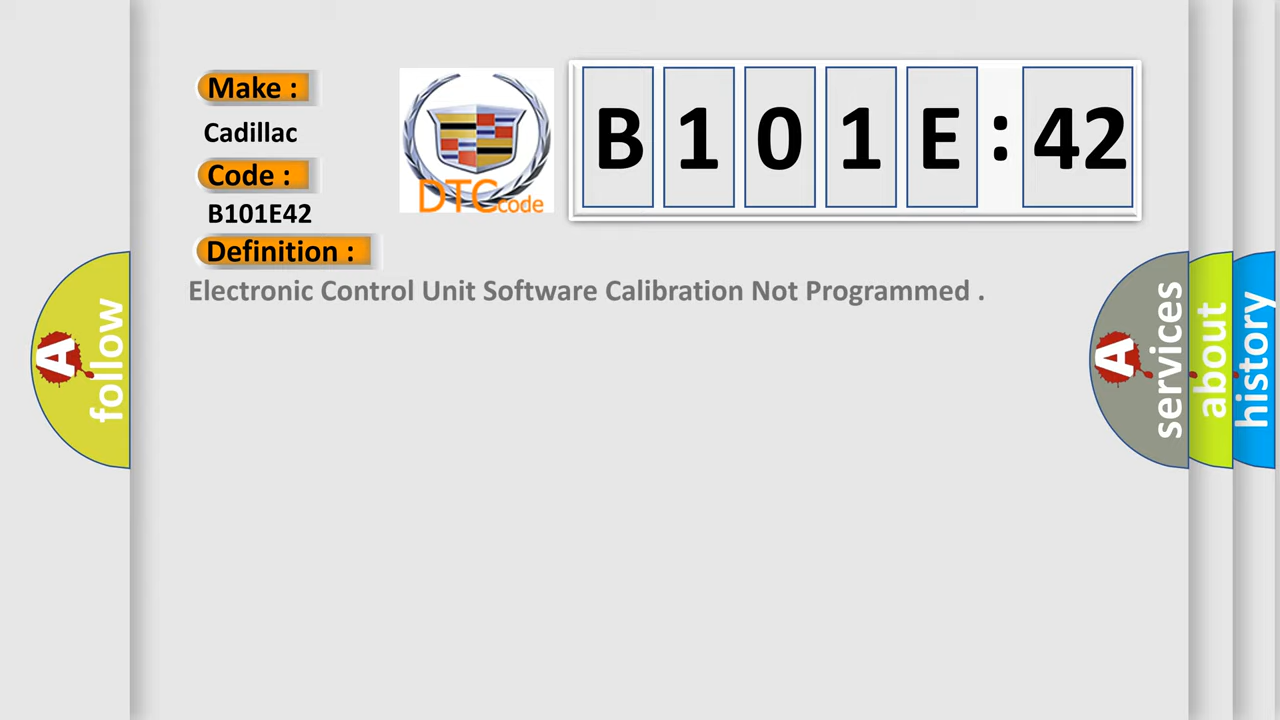 Make :
Cadillac
Code :
B101E42
Definition :
Electronic Control Unit Software Calibration Not Programmed .
DTC code
B 1 0 1 E : 42
A follow
A services
about
history